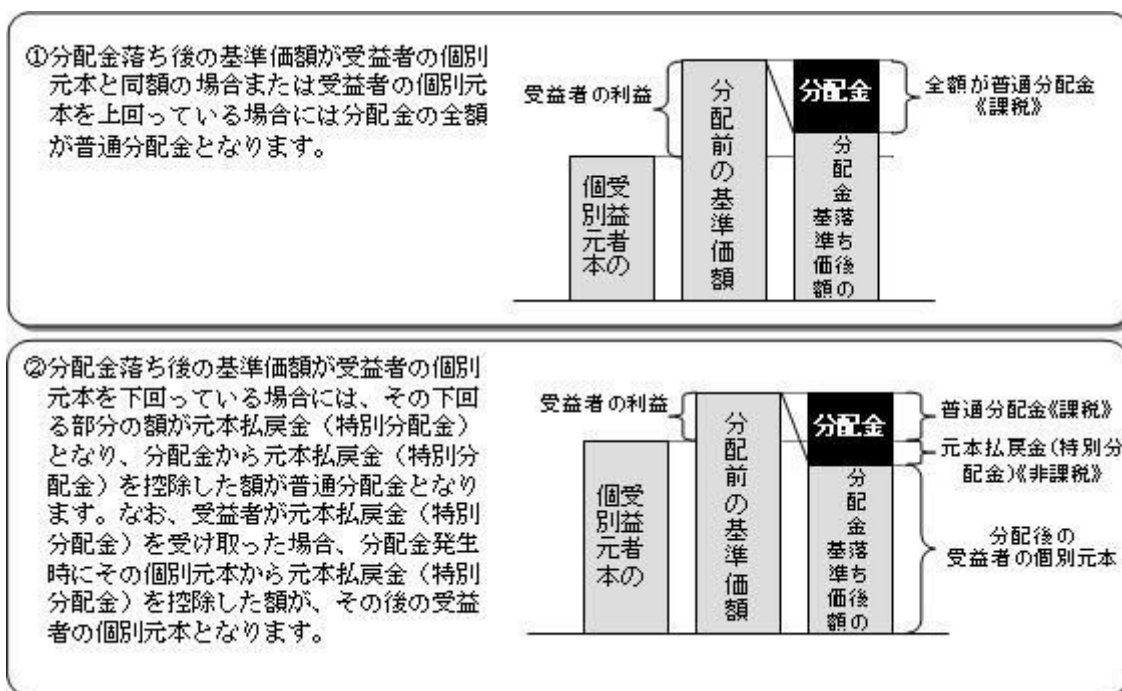 ①分配金落ち後の基準価額が受益者の個別
元本と同額の場合または受益者の個別元
本を上回っている場合には分配金の全額
が普通分配金となります。
受益者の利益
受益者の
個別元本
分配前の基準価額
分配金
分配金落ち後の
基準価額
全額が普通分配金
《課税》
②分配金落ち後の基準価額が受益者の個別
元本を下回っている場合には、その下回
る部分の額が元本払戻金（特別分配金）
となり、分配金から元本払戻金（特別分
配金）を控除した額が普通分配金となり
ます。なお、受益者が元本払戻金（特別
分配金）を受け取った場合、分配金発生
時にその個別元本から元本払戻金（特別
分配金）を控除した額が、その後の受益
者の個別元本となります。
受益者の利益
受益者の
個別元本
分配前の基準価額
分配金
分配金落ち後の
基準価額
普通分配金《課税》
元本払戻金(特別分
配金)《非課税》
分配後の
受益者の個別元本